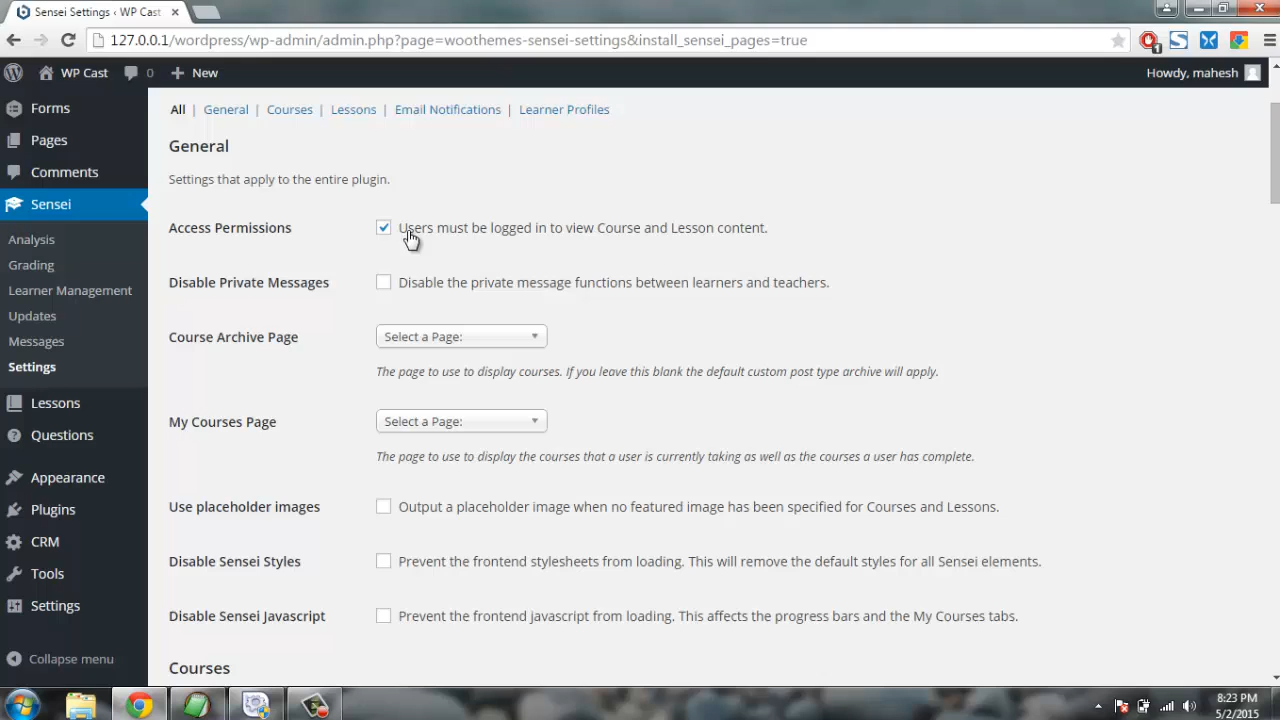 Sensei Settings ‹ WP Cast
127.0.0.1/wordpress/wp-admin/admin.php?page=woothemes-sensei-settings&install_sensei_pages=true
WP Cast 0 New Howdy, mahesh
Forms
Pages
Comments
Sensei
Analysis
Grading
Learner Management
Updates
Messages
Settings
Lessons
Questions
Appearance
Plugins
CRM
Tools
Settings
Collapse menu
All | General | Courses | Lessons | Email Notifications | Learner Profiles
General
Settings that apply to the entire plugin.
Access Permissions Users must be logged in to view Course and Lesson content.
Disable Private Messages Disable the private message functions between learners and teachers.
Course Archive Page Select a Page:
The page to use to display courses. If you leave this blank the default custom post type archive will apply.
My Courses Page Select a Page:
The page to use to display the courses that a user is currently taking as well as the courses a user has complete.
Use placeholder images Output a placeholder image when no featured image has been specified for Courses and Lessons.
Disable Sensei Styles Prevent the frontend stylesheets from loading. This will remove the default styles for all Sensei elements.
Disable Sensei Javascript Prevent the frontend javascript from loading. This affects the progress bars and the My Courses tabs.
Courses
8:23 PM
5/2/2015